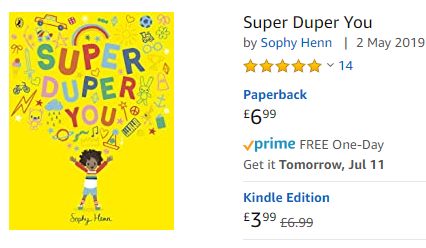 SUPER
DUPER
YOU
Sophy Henn
Super Duper You
by Sophy Henn | 2 May 2019
14
Paperback
£6.99
prime FREE One-Day
Get it Tomorrow, Jul 11
Kindle Edition
£3.99 £6.99